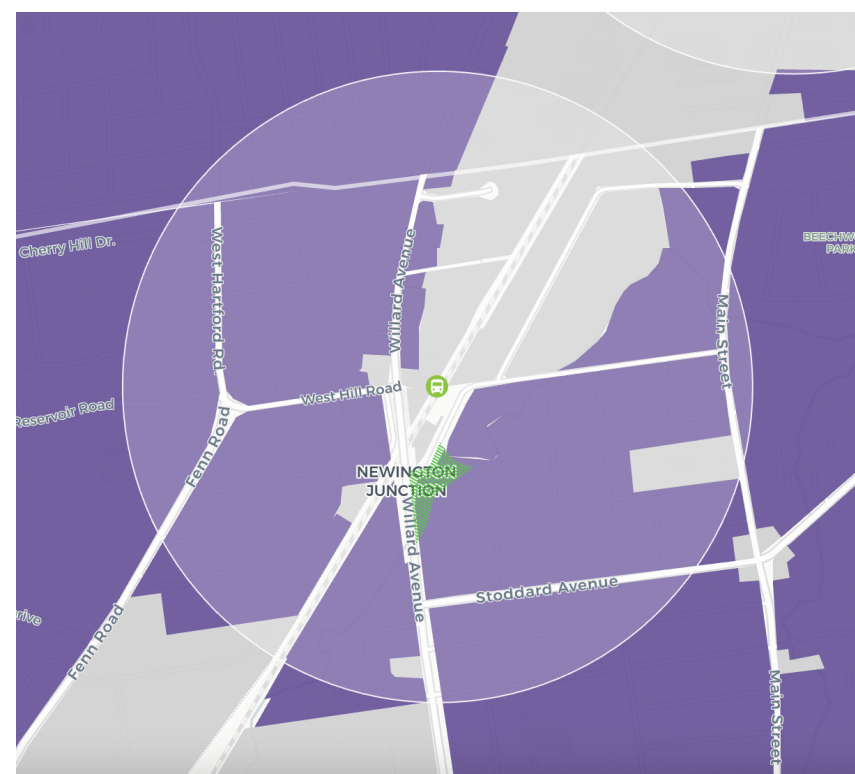 Cherry Hill Dr.
West Hartford Rd
Willard Avenue
BEECHW
PARK
Main Street
West Hill Road
Reservoir Road
Fenn Road
NEWINGTON
JUNCTION
Willard Avenue
Stoddard Avenue
rive
Fenn Road
Main Street